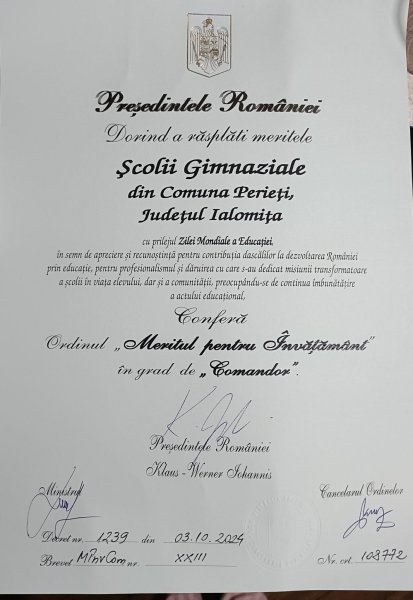 Președintele României
Dorind a răsplăti meritele
Școlii Gimnaziale
din Comuna Perieți,
Județul Ialomița
cu prilejul Zilei Mondiale a Educației,
în semn de apreciere și recunoștință pentru contribuția dascălilor la dezvoltarea României
prin educație, pentru profesionalismul și dăruirea cu care s-au dedicat misiunii transformatoare
a școlii în viața elevului, dar și a comunității, preocupându-se de continua îmbunătățire
a actului educațional,
Conferă
Ordinul „Meritul pentru Învățământ”
în grad de „Comandor”.
Președintele României
Klaus - Werner Iohannis
Ministrul
Cancelarul Ordinelor
Decret nr. 1239 din 03.10.2024
Brevet MPnvCom nr. XXIII
Nr. crt. 108772